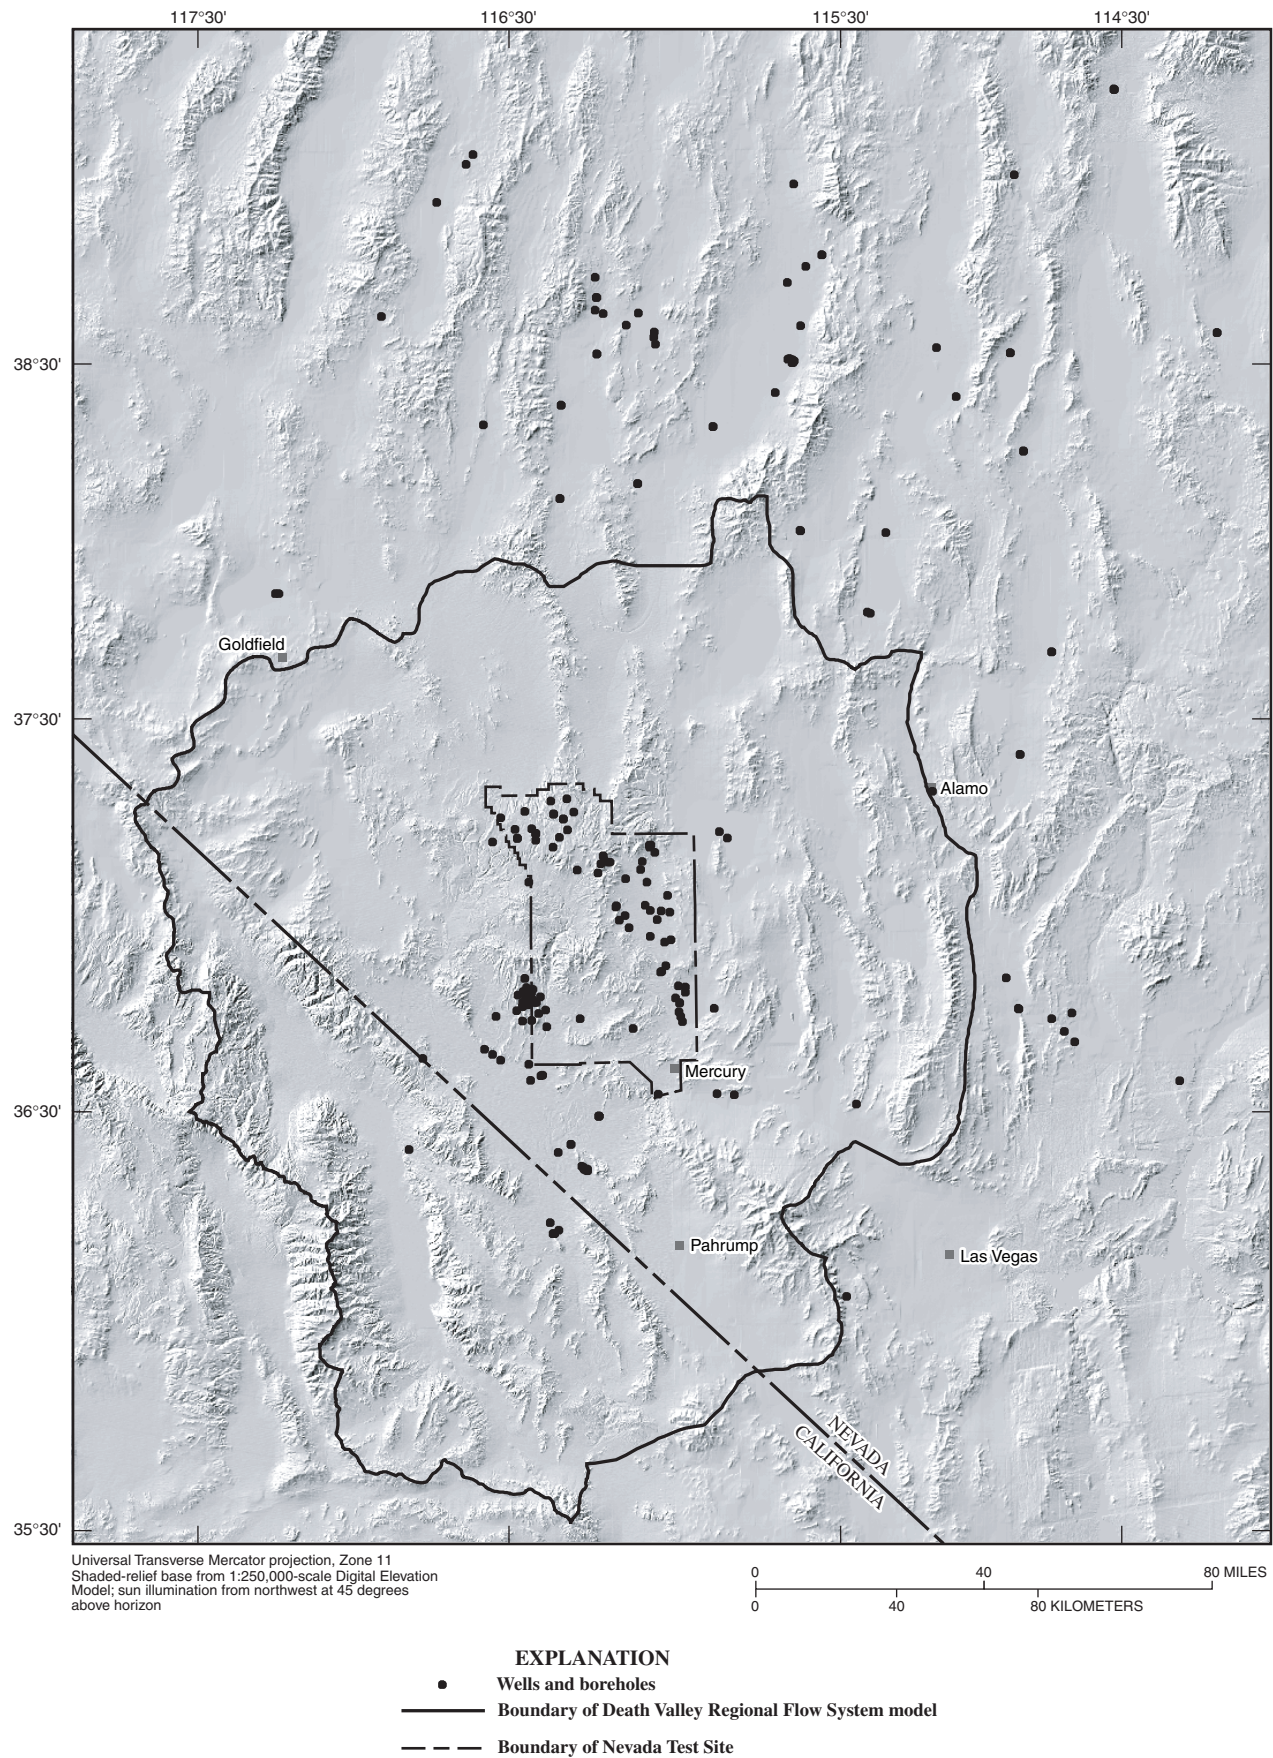 117°30'
116°30'
115°30'
114°30'
38°30'
Goldfield
37°30'
Alamo
Mercury
36°30'
Pahrump
Las Vegas
NEVADA
CALIFORNIA
35°30'
Universal Transverse Mercator projection, Zone 11
Shaded-relief base from 1:250,000-scale Digital Elevation
Model; sun illumination from northwest at 45 degrees
above horizon
0 40 80 MILES
0 40 80 KILOMETERS
EXPLANATION
Wells and boreholes
Boundary of Death Valley Regional Flow System model
Boundary of Nevada Test Site